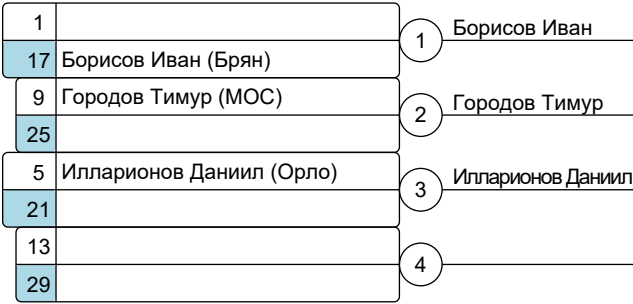 1
1 Борисов Иван
17 Борисов Иван (Брян)
9 Городов Тимур (МОС)
2 Городов Тимур
25
5 Илларионов Даниил (Орло)
3 Илларионов Даниил
21
13
4
29